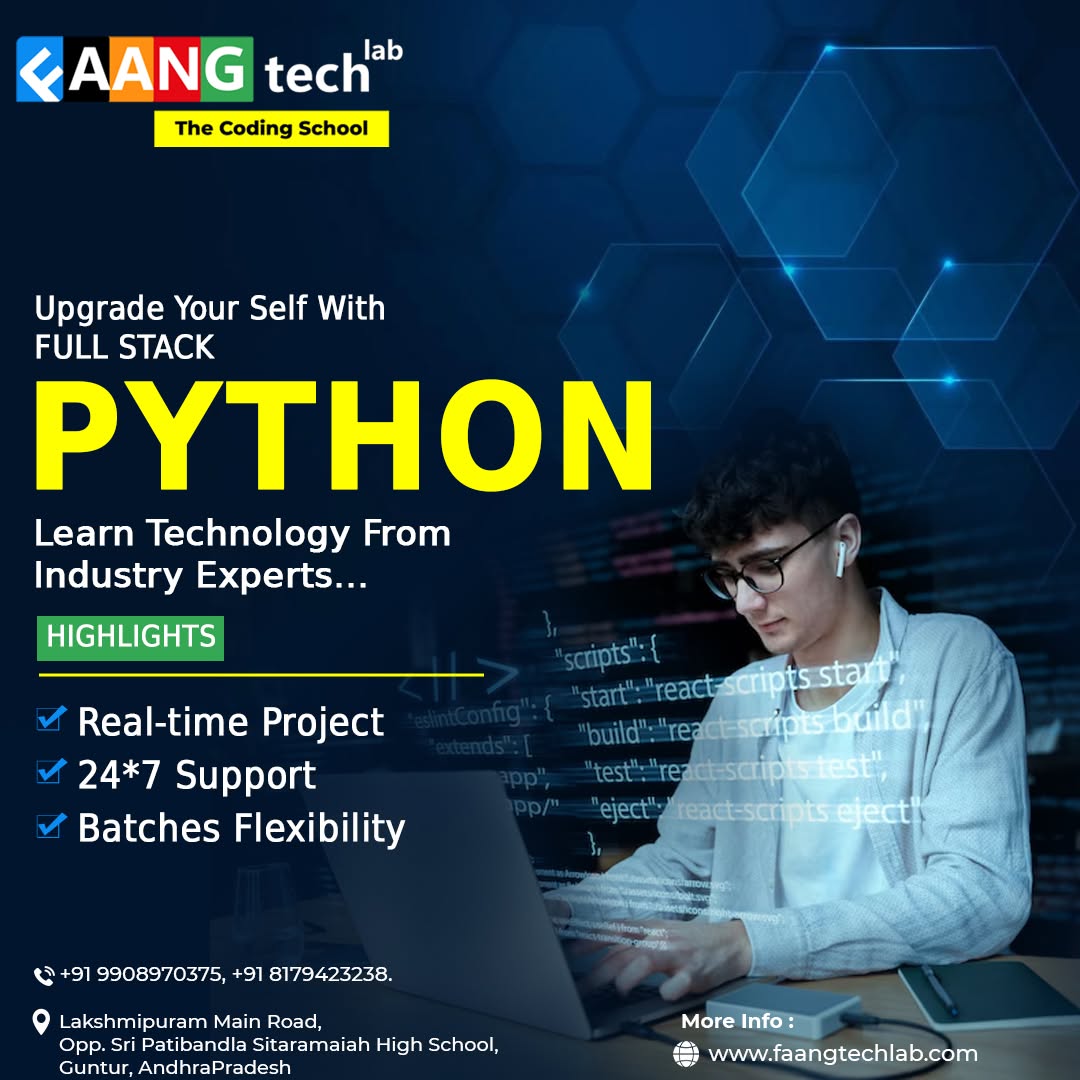 FAANG tech lab
The Coding School
Upgrade Your Self With
FULL STACK
PYTHON
Learn Technology From
Industry Experts...
HIGHLIGHTS
Real-time Project
24*7 Support
Batches Flexibility
<//>
},
"scripts": {
"eslintConfig": { "start": "react-scripts start",
"extends": [ "build": "react-scripts build",
app", "test": "react-scripts test",
pp/" "eject": "react-scripts eject"
},
+91 9908970375, +91 8179423238.
Lakshmipuram Main Road,
Opp. Sri Patibandla Sitaramaiah High School,
Guntur, AndhraPradesh
More Info :
www.faangtechlab.com